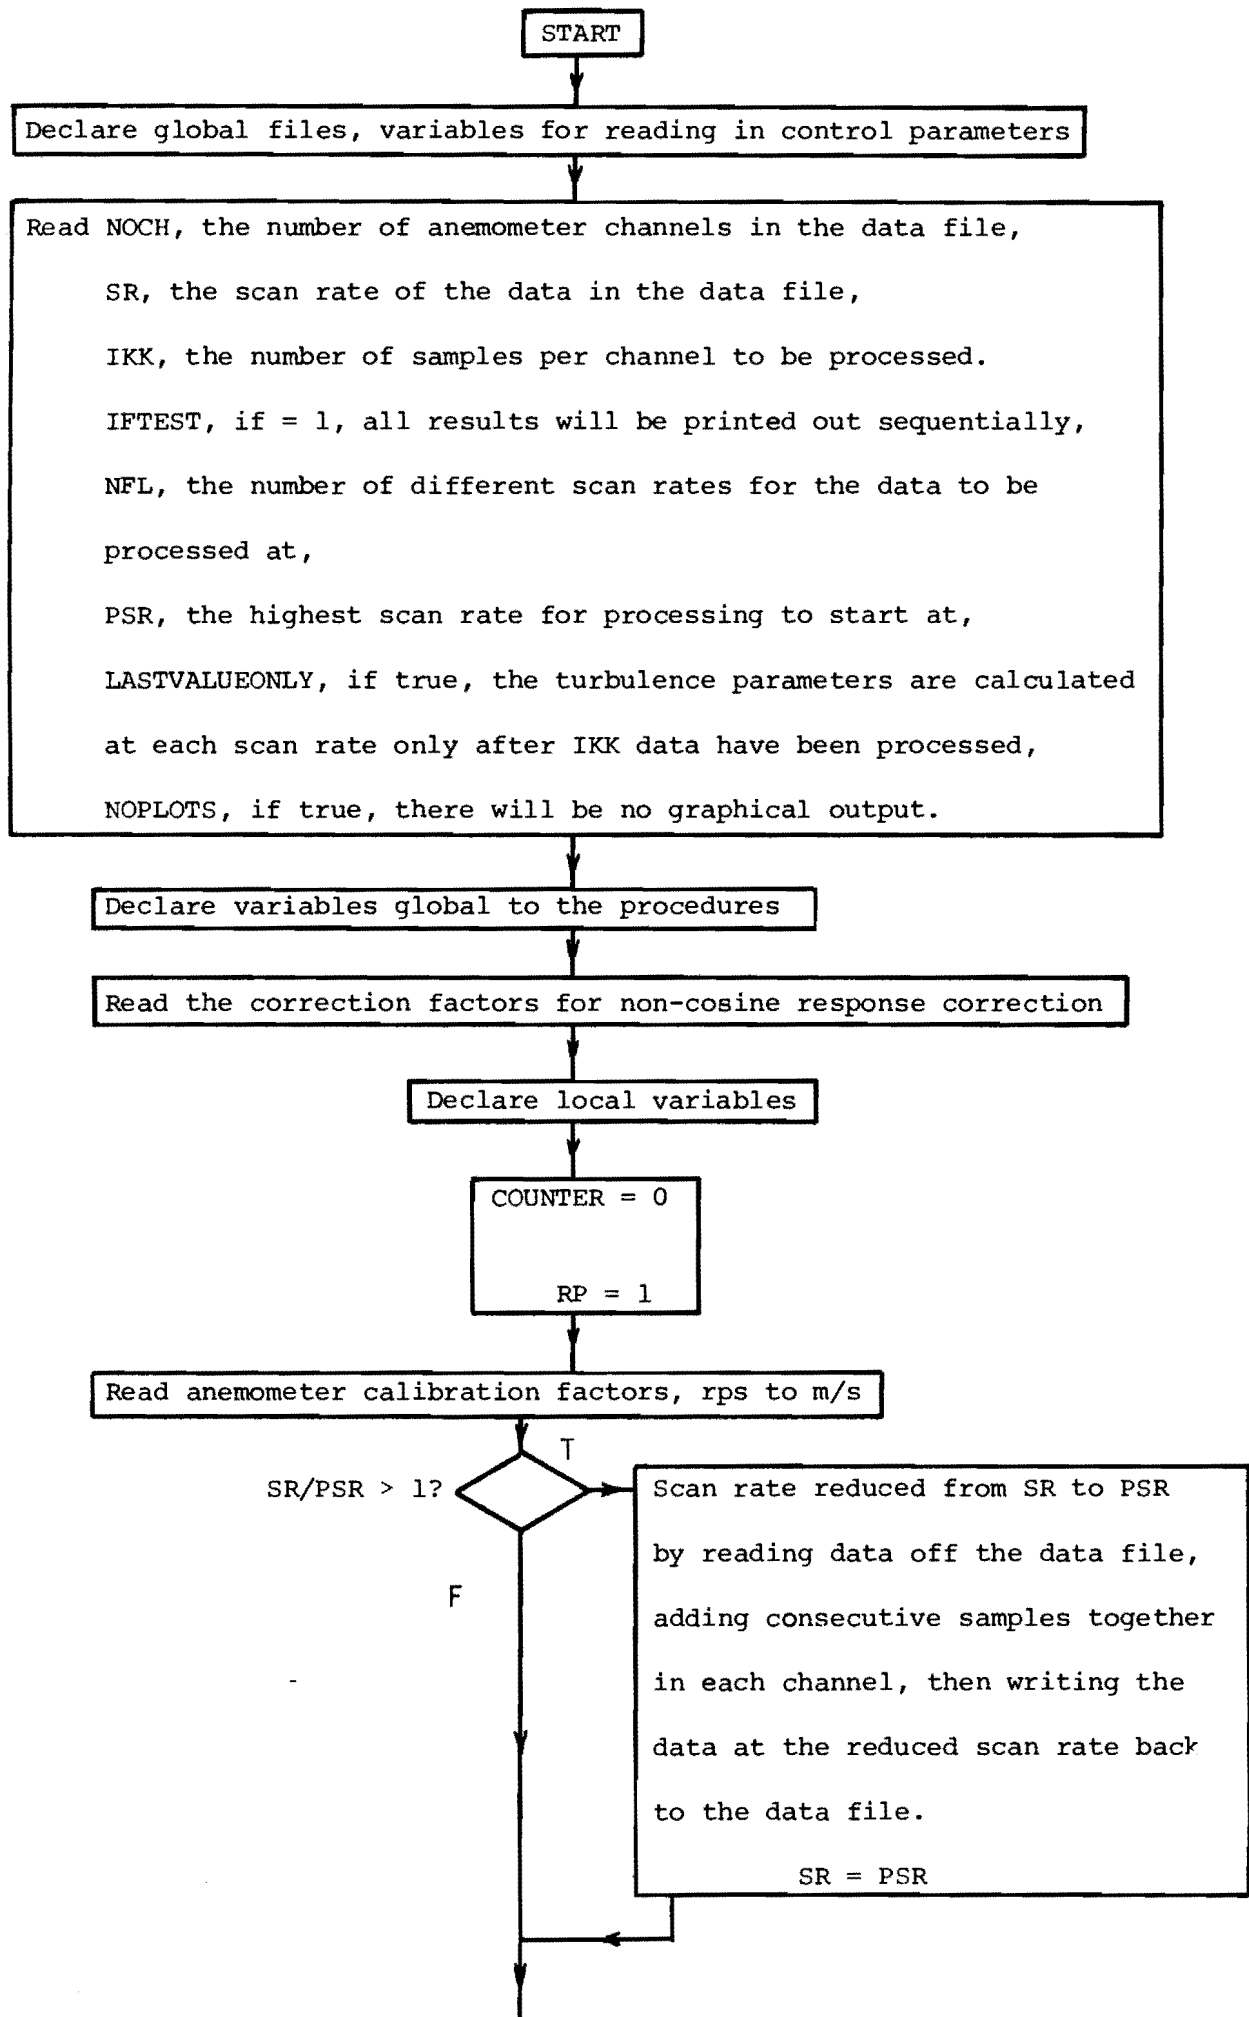 START
Declare global files, variables for reading in control parameters
Read NOCH, the number of anemometer channels in the data file,
SR, the scan rate of the data in the data file,
IKK, the number of samples per channel to be processed.
IFTEST, if = 1, all results will be printed out sequentially,
NFL, the number of different scan rates for the data to be
processed at,
PSR, the highest scan rate for processing to start at,
LASTVALUEONLY, if true, the turbulence parameters are calculated
at each scan rate only after IKK data have been processed,
NOPLOTS, if true, there will be no graphical output.
Declare variables global to the procedures
Read the correction factors for non-cosine response correction
Declare local variables
COUNTER = 0
RP = 1
Read anemometer calibration factors, rps to m/s
T
SR/PSR > 1?
F
Scan rate reduced from SR to PSR
by reading data off the data file,
adding consecutive samples together
in each channel, then writing the
data at the reduced scan rate back
to the data file.
SR = PSR